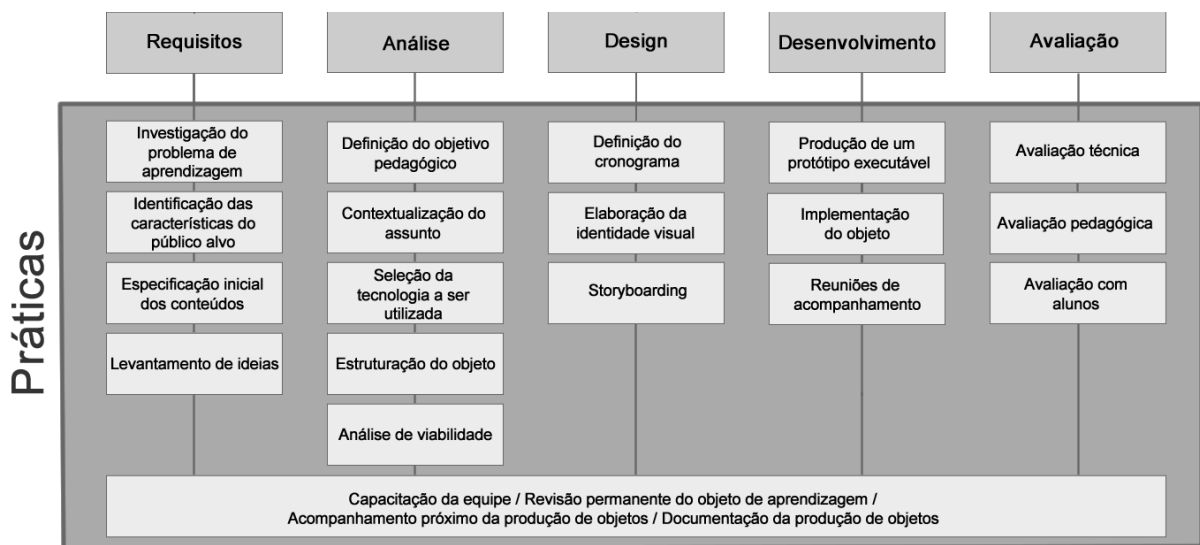 Requisitos
Análise
Design
Desenvolvimento
Avaliação
Práticas
Investigação do
problema de
aprendizagem
Identificação das
características do
público alvo
Especificação inicial
dos conteúdos
Levantamento de ideias
Definição do objetivo
pedagógico
Contextualização do
assunto
Seleção da
tecnologia a ser
utilizada
Estruturação do objeto
Análise de viabilidade
Definição do
cronograma
Elaboração da
identidade visual
Storyboarding
Produção de um
protótipo executável
Implementação
do objeto
Reuniões de
acompanhamento
Avaliação técnica
Avaliação pedagógica
Avaliação com
alunos
Capacitação da equipe / Revisão permanente do objeto de aprendizagem /
Acompanhamento próximo da produção de objetos / Documentação da produção de objetos